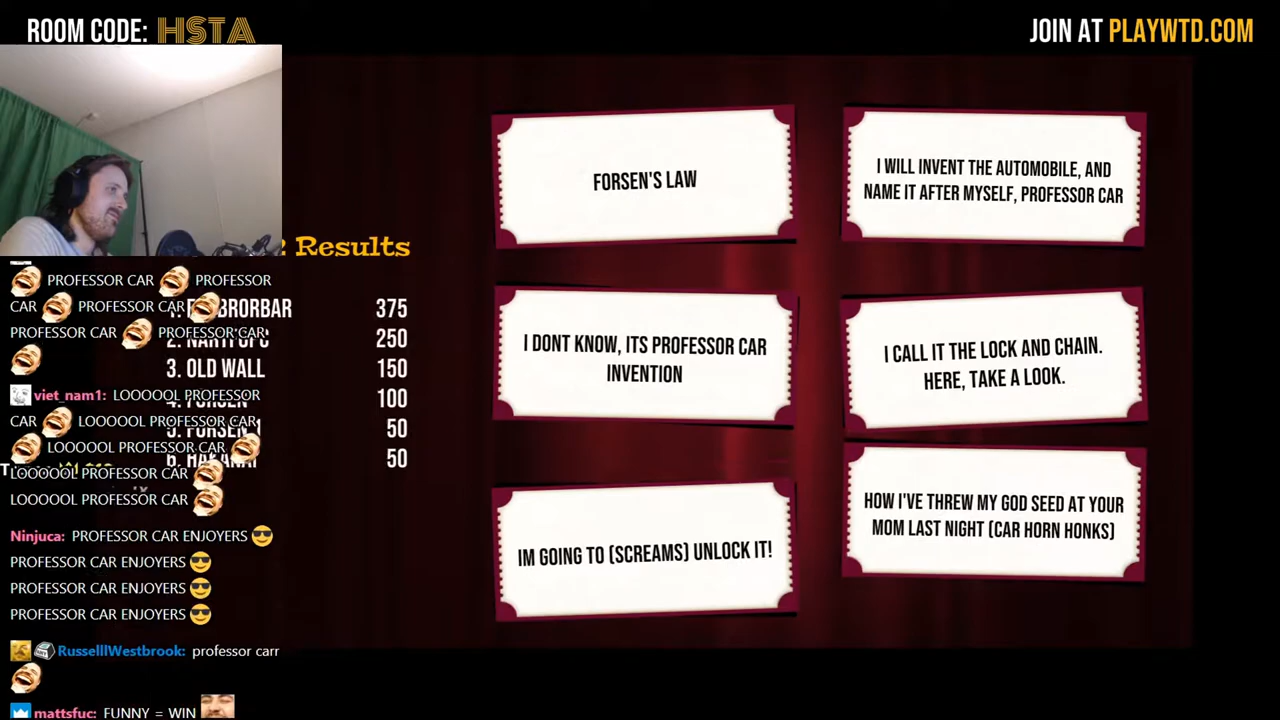 ROOM CODE: HSTA
JOIN AT PLAYWTD.COM
FORSEN'S LAW
I WILL INVENT THE AUTOMOBILE, AND
NAME IT AFTER MYSELF, PROFESSOR CAR
I DONT KNOW, ITS PROFESSOR CAR
INVENTION
I CALL IT THE LOCK AND CHAIN.
HERE, TAKE A LOOK.
IM GOING TO (SCREAMS) UNLOCK IT!
HOW I'VE THREW MY GOD SEED AT YOUR
MOM LAST NIGHT (CAR HORN HONKS)
2 Results
375
250
3. OLD WALL 150
4. FORSEN 100
50
50
PROFESSOR CAR PROFESSOR
CAR PROFESSOR CAR
PROFESSOR CAR PROFESSOR CAR
viet_nam1: LOOOOOL PROFESSOR
CAR LOOOOOL PROFESSOR CAR
LOOOOOL PROFESSOR CAR
LOOOOOL PROFESSOR CAR
LOOOOOL PROFESSOR CAR
Ninjuca: PROFESSOR CAR ENJOYERS
PROFESSOR CAR ENJOYERS
PROFESSOR CAR ENJOYERS
PROFESSOR CAR ENJOYERS
RusselllWestbrook: professor carr
mattsfuc: FUNNY = WIN